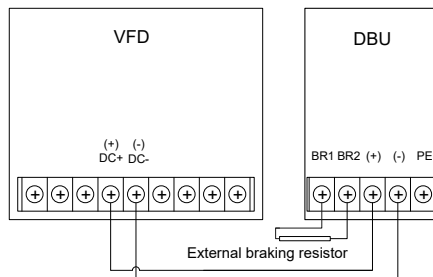 VFD
DBU
(+) (-)
DC+ DC-
BR1 BR2 (+) (-) PE
External braking resistor